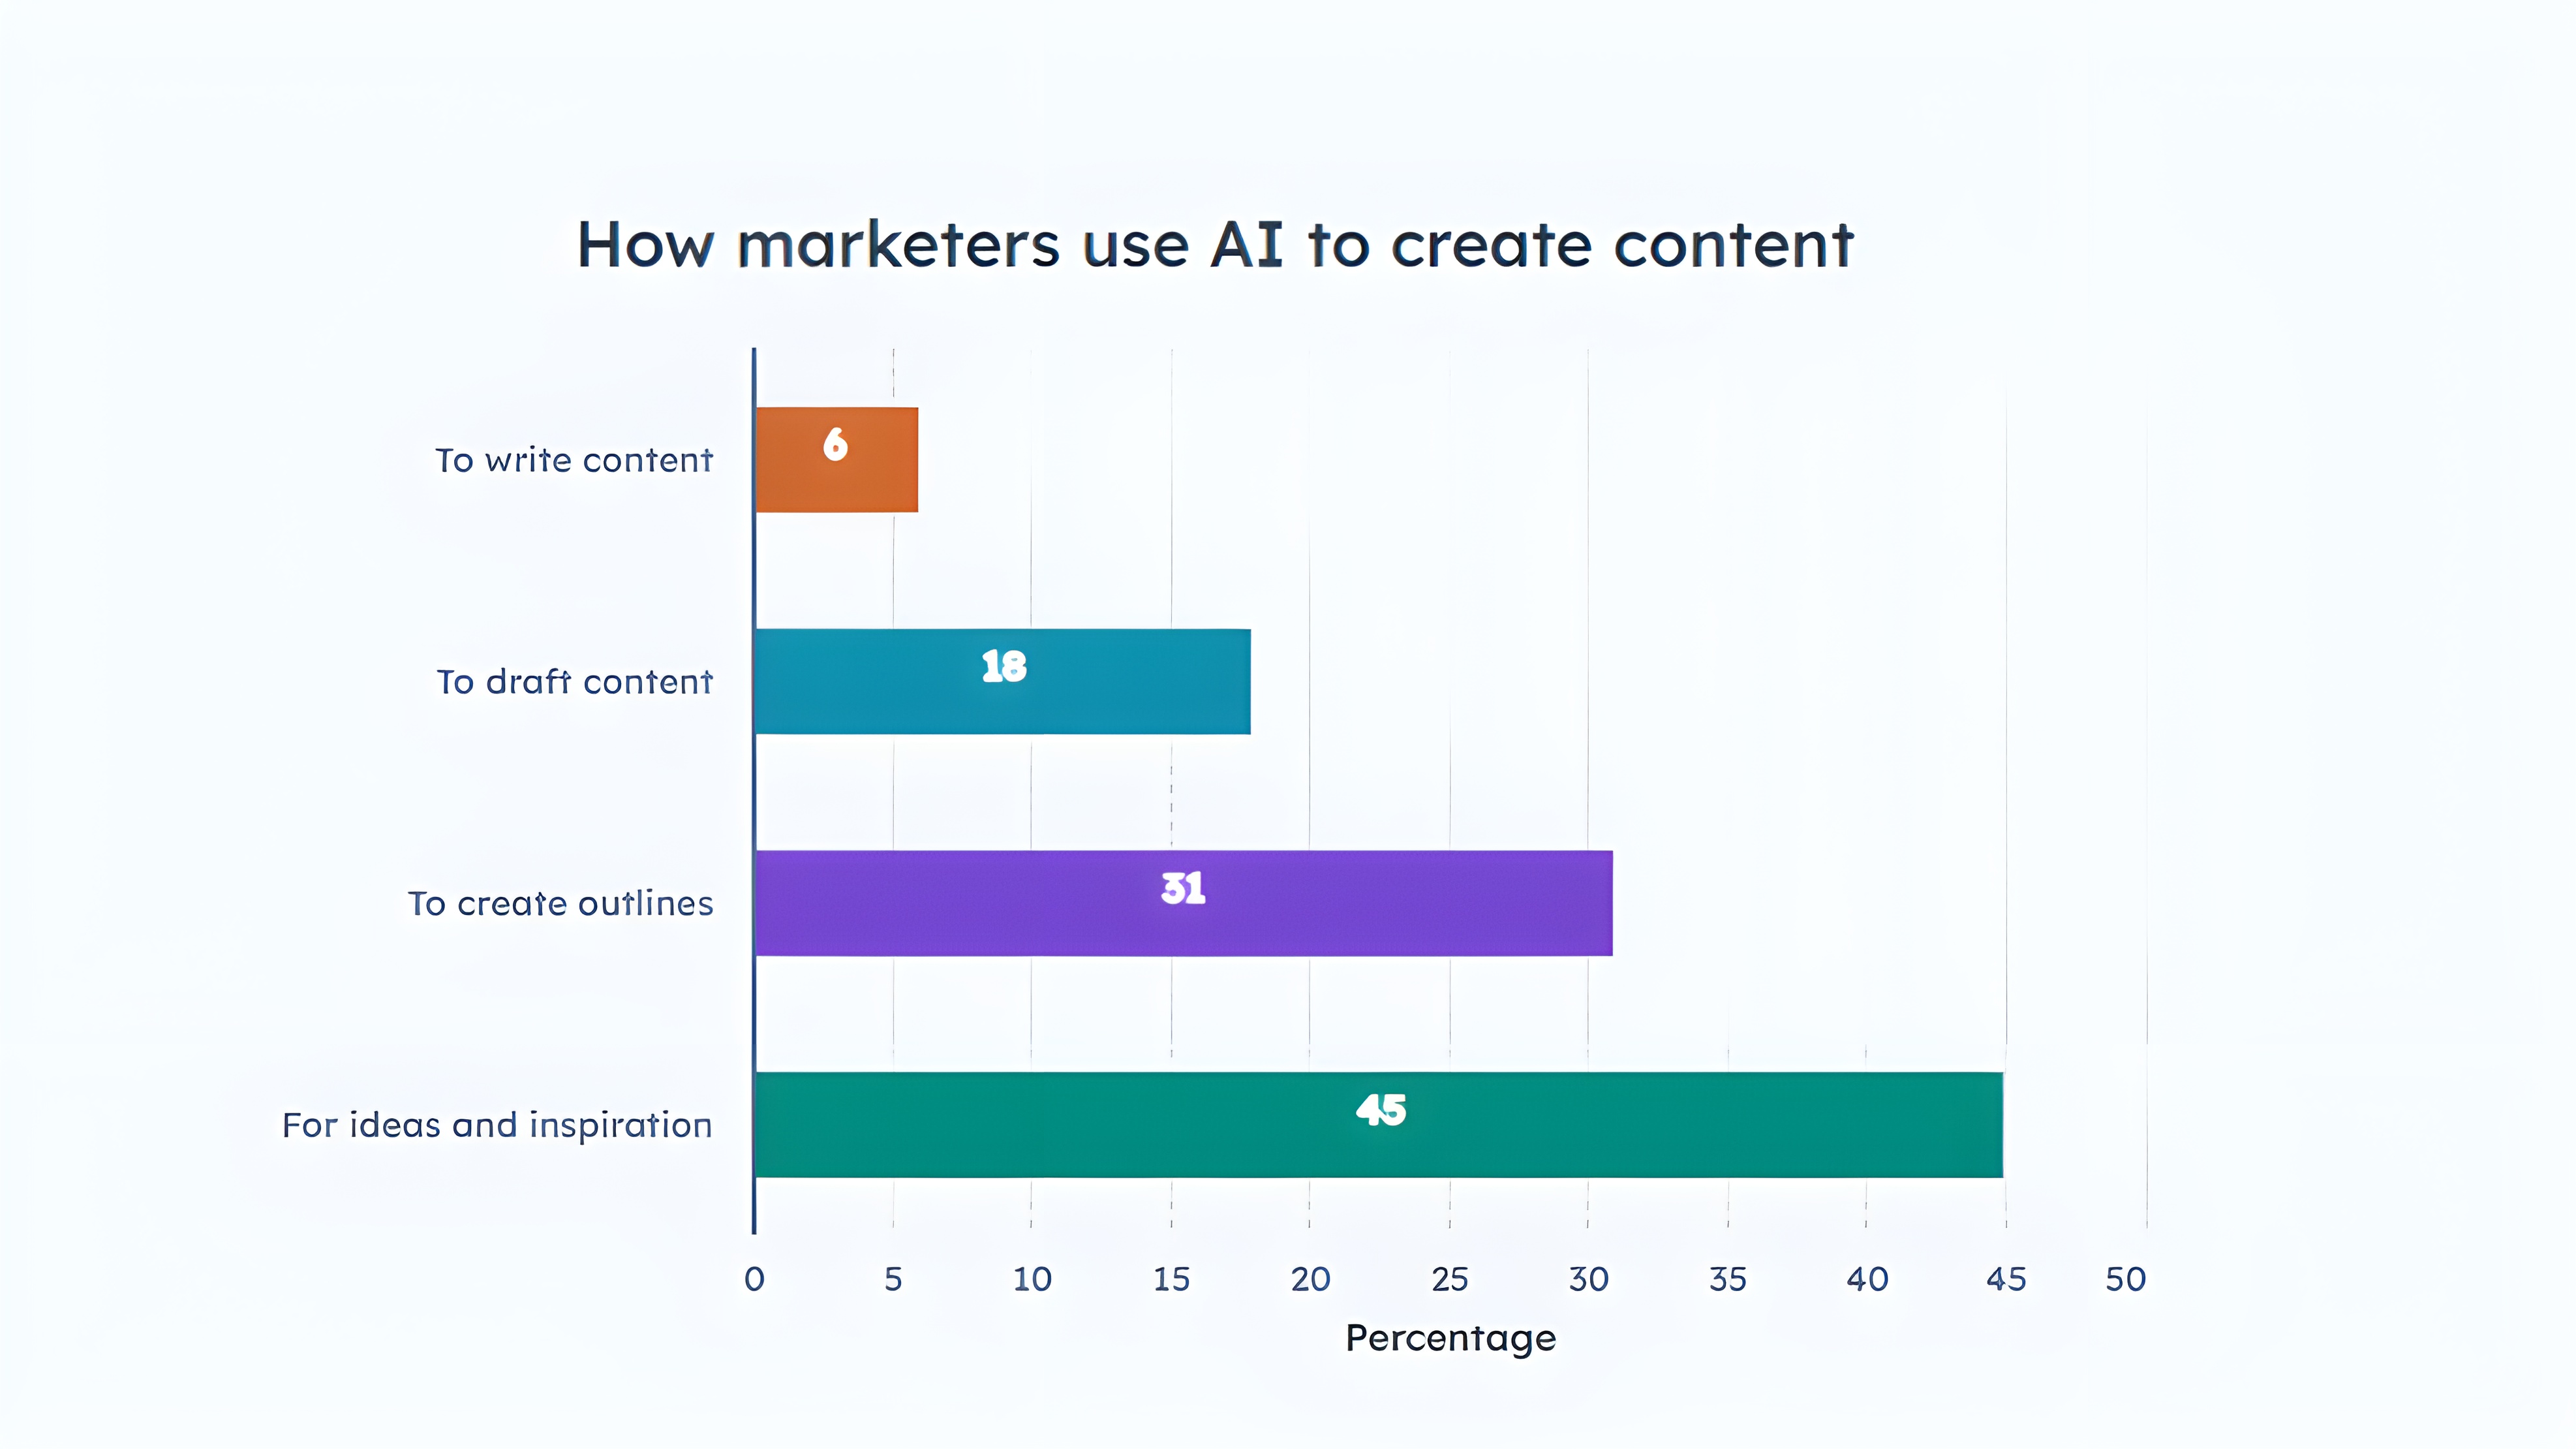 How marketers use AI to create content
To write content
6
To draft content
18
To create outlines
31
For ideas and inspiration
45
0 5 10 15 20 25 30 35 40 45 50
Percentage